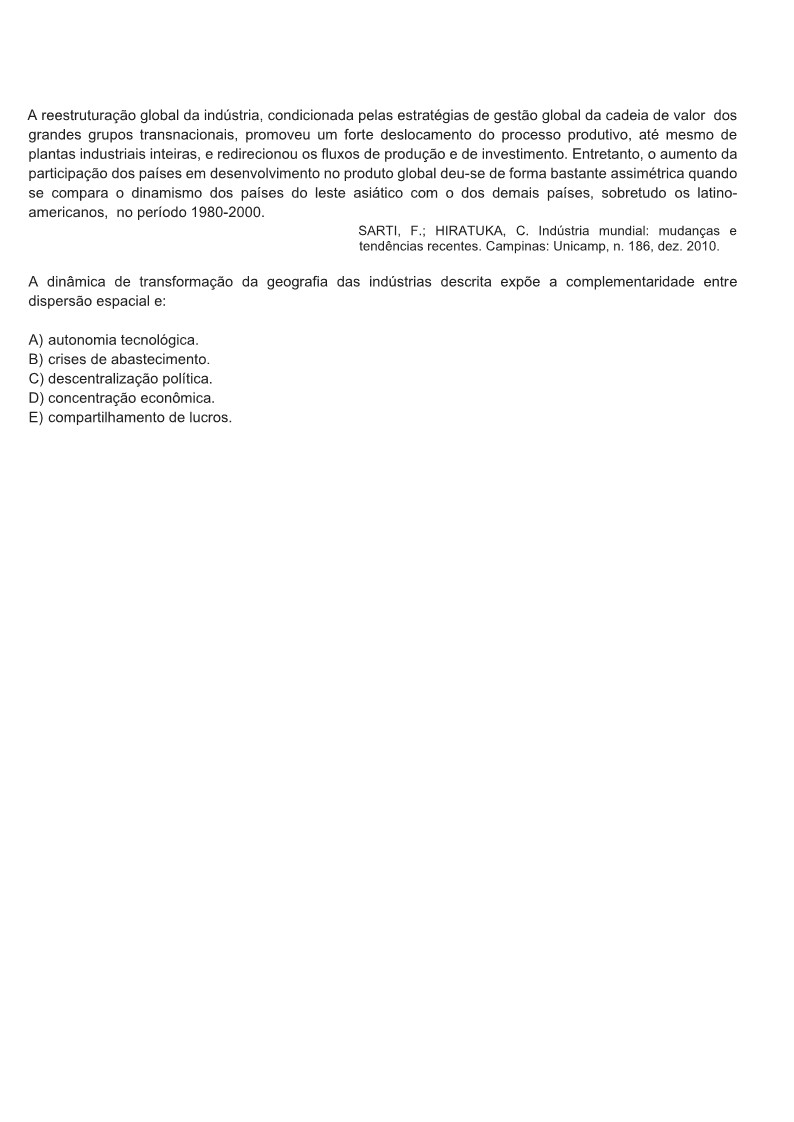 A reestruturação global da indústria, condicionada pelas estratégias de gestão global da cadeia de valor dos
grandes grupos transnacionais, promoveu um forte deslocamento do processo produtivo, até mesmo de
plantas industriais inteiras, e redirecionou os fluxos de produção e de investimento. Entretanto, o aumento da
participação dos países em desenvolvimento no produto global deu-se de forma bastante assimétrica quando
se compara o dinamismo dos países do leste asiático com o dos demais países, sobretudo os latino-
americanos, no período 1980-2000.
SARTI, F.; HIRATUKA, C. Indústria mundial: mudanças e
tendências recentes. Campinas: Unicamp, n. 186, dez. 2010.
A dinâmica de transformação da geografia das indústrias descrita expõe a complementaridade entre
dispersão espacial e:
A) autonomia tecnológica.
B) crises de abastecimento.
C) descentralização política.
D) concentração econômica.
E) compartilhamento de lucros.